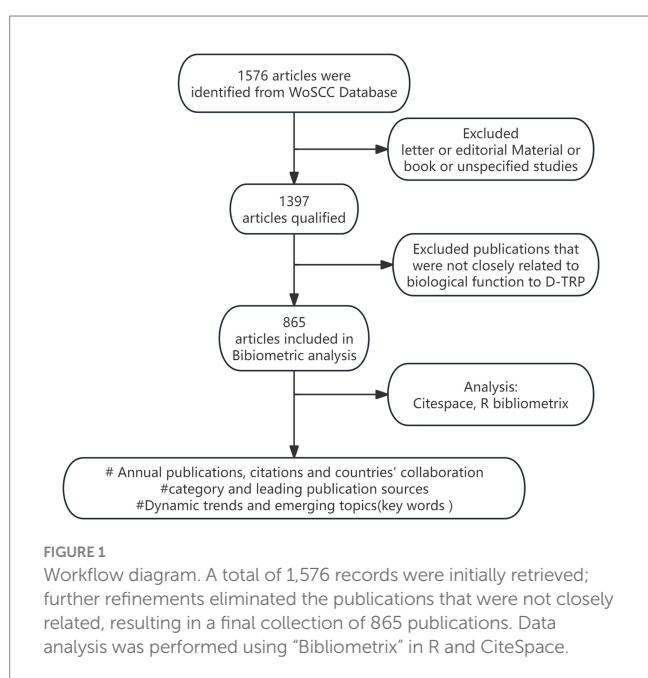 1576 articles were
identified from WoSCC Database
Excluded
letter or editorial Material or
book or unspecified studies
1397
articles qualified
Excluded publications that
were not closely related to
biological function to D-TRP
865
articles included in
Bibiometric analysis
Analysis:
Citespace, R bibliometrix
# Annual publications, citations and countries' collaboration
#category and leading publication sources
#Dynamic trends and emerging topics(key words )
FIGURE 1
Workflow diagram. A total of 1,576 records were initially retrieved;
further refinements eliminated the publications that were not closely
related, resulting in a final collection of 865 publications. Data
analysis was performed using “Bibliometrix” in R and CiteSpace.